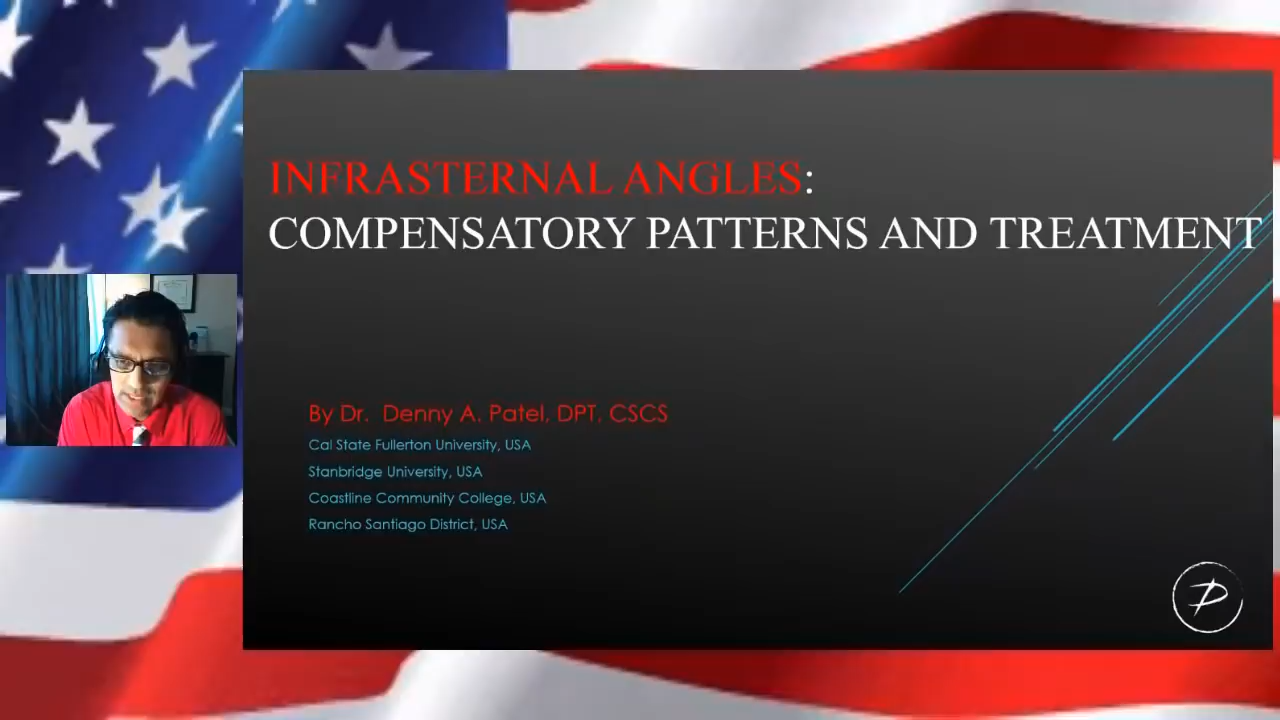 INFRASTERNAL ANGLES:
COMPENSATORY PATTERNS AND TREATMENT
By Dr. Denny A. Patel, DPT, CSCS
Cal State Fullerton University, USA
Stanbridge University, USA
Coastline Community College, USA
Rancho Santiago District, USA